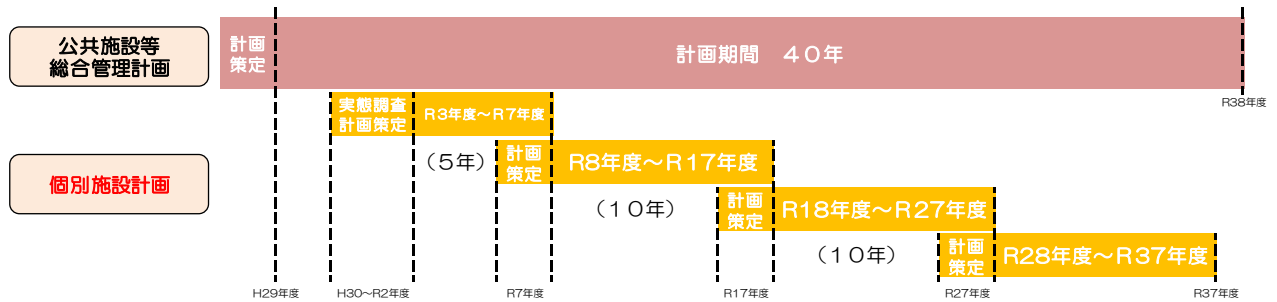 公共施設等
総合管理計画
計画
策定
計画期間　４０年
R38年度
実態調査
計画策定
R3年度～R7年度
個別施設計画
（５年）
計画
策定
R8年度～R17年度
（１０年）
計画
策定
R18年度～R27年度
（１０年）
計画
策定
R28年度～R37年度
H29年度
H30～R2年度
R7年度
R17年度
R27年度
R37年度